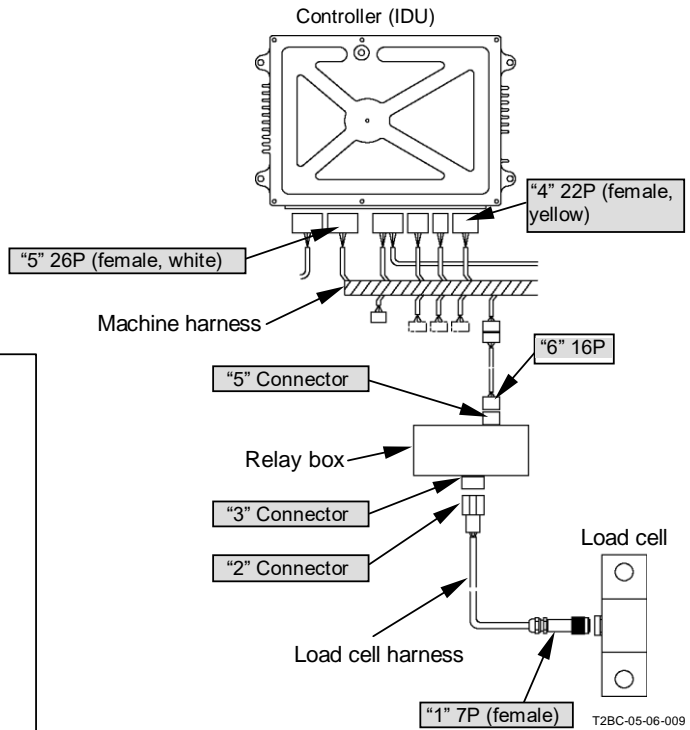 Controller (IDU)
“4” 22P (female,
yellow)
“5” 26P (female, white)
Machine harness
“6” 16P
“5” Connector
Relay box
“3” Connector
Load cell
“2” Connector
Load cell harness
“1” 7P (female)
T2BC-05-06-009